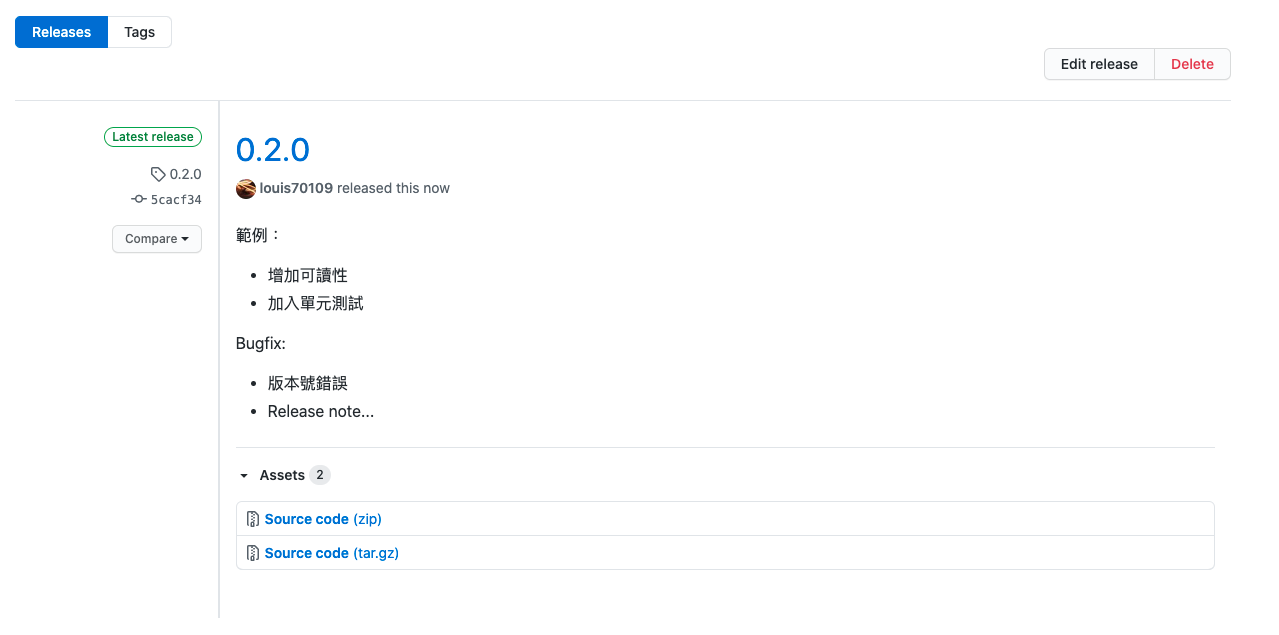 Releases Tags
Edit release Delete
Latest release
0.2.0
5cacf34
Compare
0.2.0
louis70109 released this now
範例：
增加可讀性
加入單元測試
Bugfix:
版本號錯誤
Release note...
Assets 2
Source code (zip)
Source code (tar.gz)